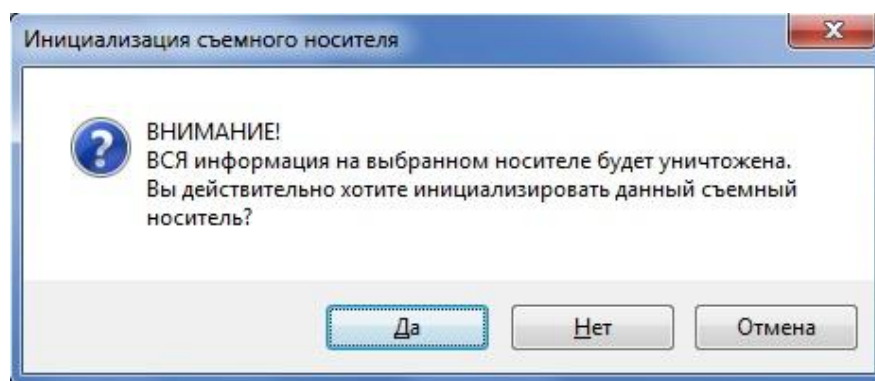 Инициализация съемного носителя
ВНИМАНИЕ!
ВСЯ информация на выбранном носителе будет уничтожена.
Вы действительно хотите инициализировать данный съемный
носитель?
Да
Нет
Отмена